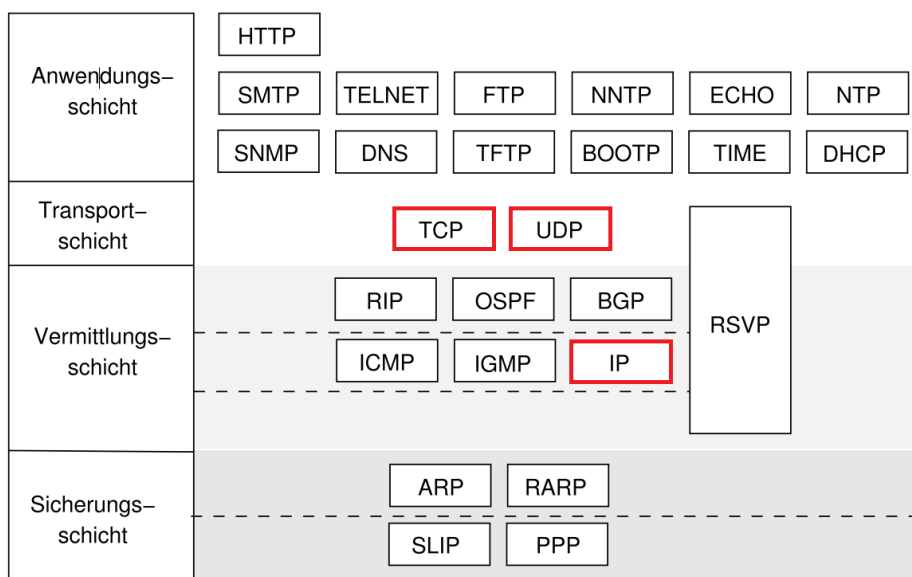 Anwendungs–
schicht
HTTP
SMTP TELNET FTP NNTP ECHO NTP
SNMP DNS TFTP BOOTP TIME DHCP
Transport–
schicht
TCP UDP
Vermittlungs–
schicht
RIP OSPF BGP
RSVP
ICMP IGMP IP
Sicherungs–
schicht
ARP RARP
SLIP PPP